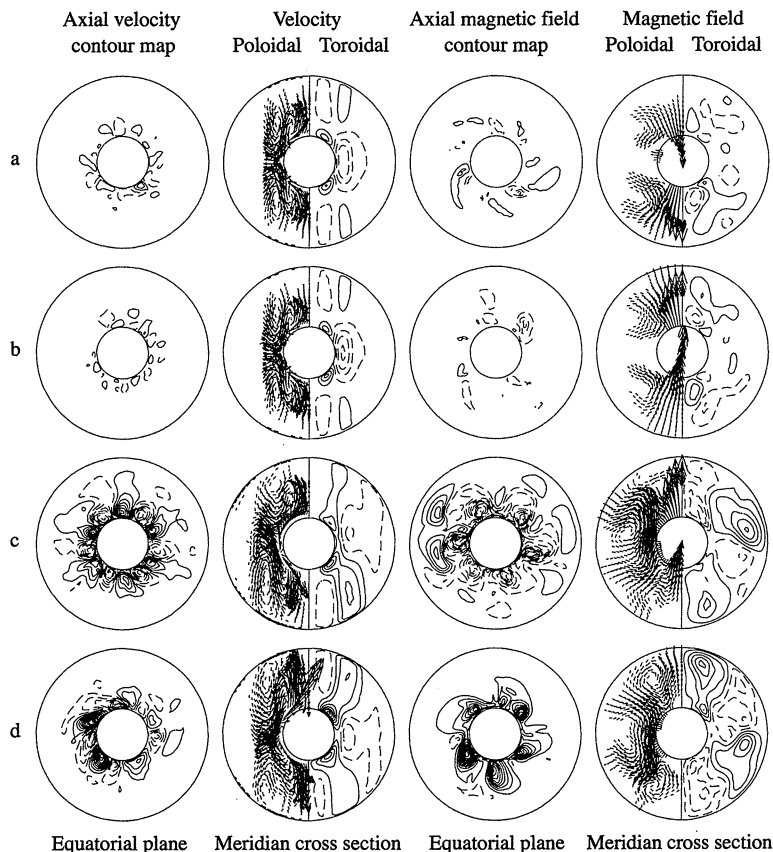 Axial velocity
contour map
Velocity
Poloidal Toroidal
Axial magnetic field
contour map
Magnetic field
Poloidal Toroidal
a
b
c
d
Equatorial plane
Meridian cross section
Equatorial plane
Meridian cross section